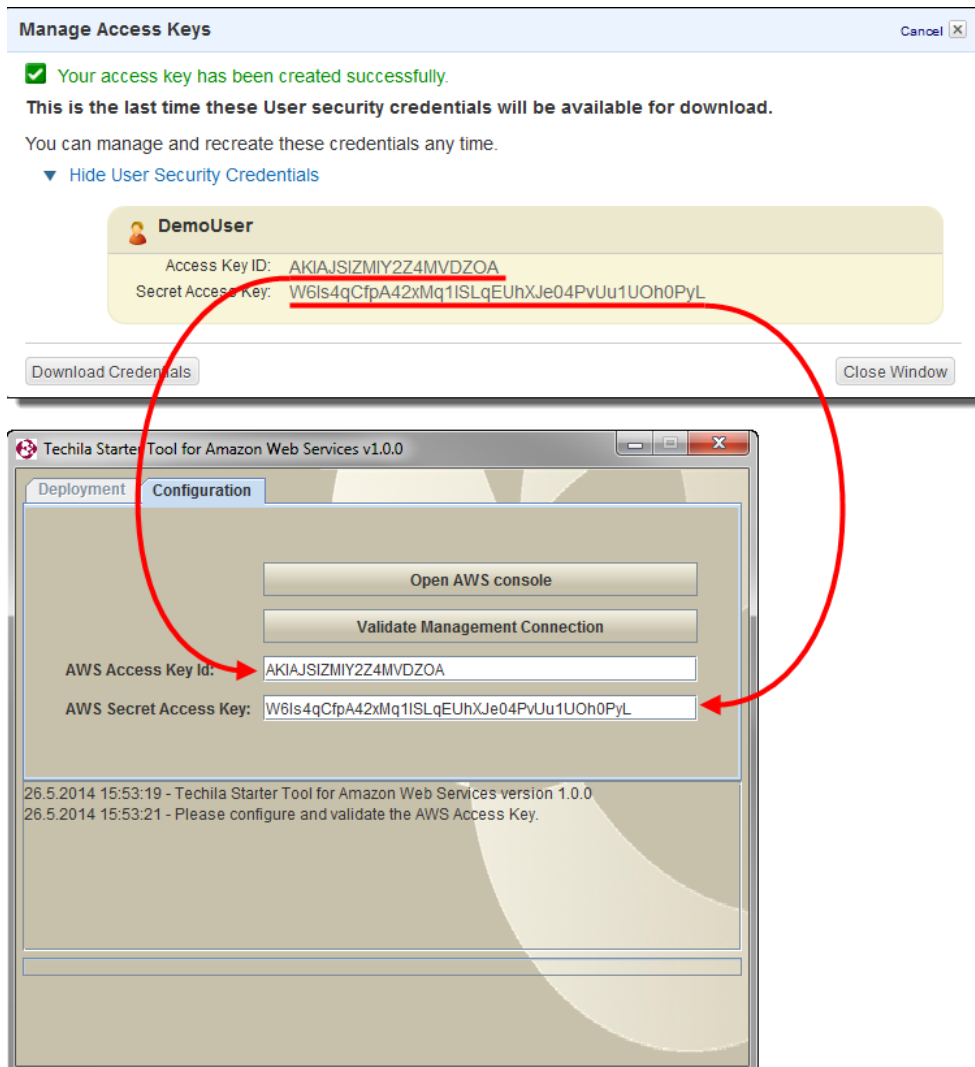 Manage Access Keys
Cancel
Your access key has been created successfully.
This is the last time these User security credentials will be available for download.
You can manage and recreate these credentials any time.
Hide User Security Credentials
DemoUser
Access Key ID: AKIAJSIZMIY2Z4MVDZOA
Secret Access Key: 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
Download Credentials
Close Window
Techila Starter Tool for Amazon Web Services v1.0.0
Deployment Configuration
Open AWS console
Validate Management Connection
AWS Access Key Id: AKIAJSIZMIY2Z4MVDZOA
AWS Secret Access Key: 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
26.5.2014 15:53:19 - Techila Starter Tool for Amazon Web Services version 1.0.0
26.5.2014 15:53:21 - Please configure and validate the AWS Access Key.